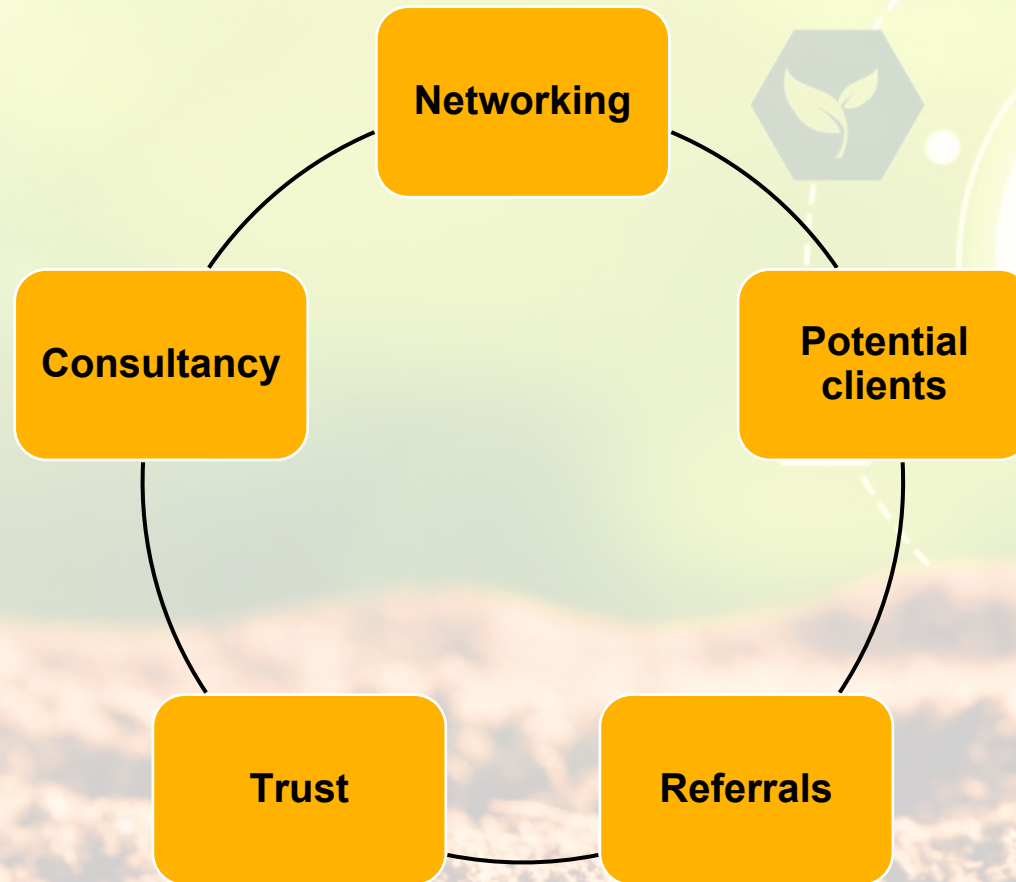 Networking
Potential
clients
Referrals
Trust
Consultancy